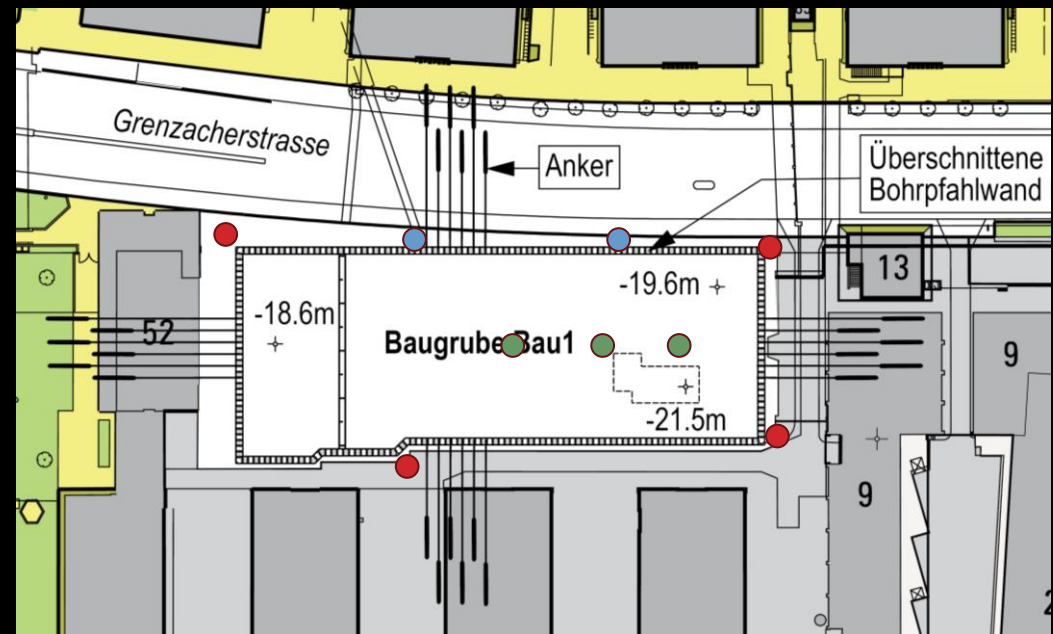 Grenzacherstrasse
Anker
Überschnittene
Bohrpfahlwand
13
-19.6m
-18.6m
52
Baugrube Bau1
9
-21.5m
9